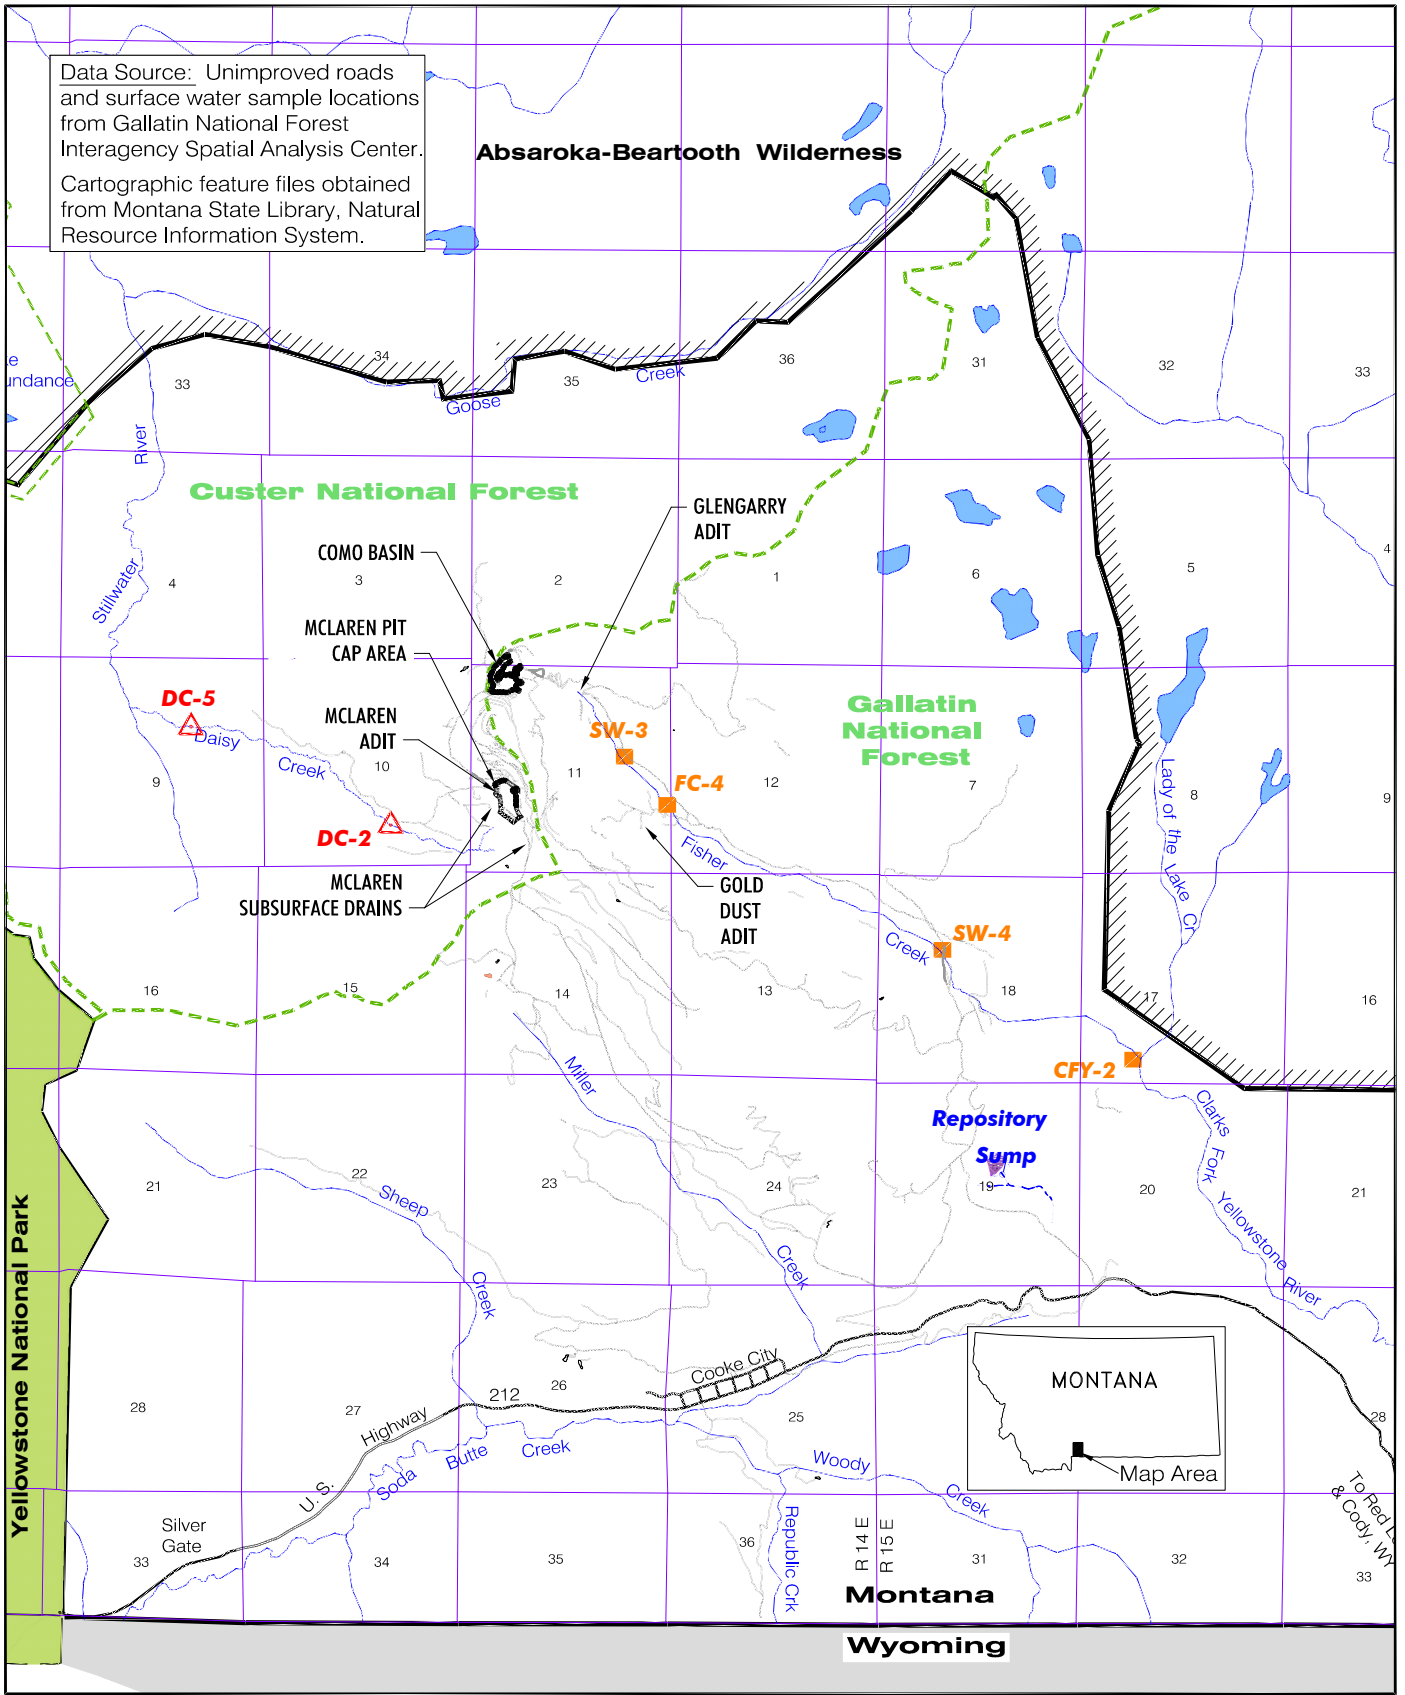 Data Source: Unimproved roads
and surface water sample locations
from Gallatin National Forest
Interagency Spatial Analysis Center.
Cartographic feature files obtained
from Montana State Library, Natural
Resource Information System.
Absaroka-Beartooth Wilderness
undance
33
34
35
36
31
32
33
Goose
Creek
River
Stillwater
Custer National Forest
GLENGARRY
ADIT
COMO BASIN
4
3
2
1
6
5
4
MCLAREN PIT
CAP AREA
MCLAREN
ADIT
DC-5
Daisy
Creek
DC-2
SW-3
FC-4
Gallatin
National
Forest
9
10
11
12
7
8
9
Lady of the Lake Cr
Fisher
Creek
MCLAREN
SUBSURFACE DRAINS
GOLD
DUST
ADIT
SW-4
16
15
14
13
18
17
16
CFY-2
Miller
Creek
Repository
Sump
Clarks
Fork
Yellowstone
River
21
22
23
24
19
20
21
Sheep
Creek
Yellowstone National Park
Cooke City
212
U. S.
Highway
28
27
26
25
28
Soda
Butte
Creek
Woody
Creek
MONTANA
Map Area
Silver
Gate
33
34
35
36
31
32
33
Republic Crk
R 14 E
R 15 E
To Red L
& Cody, WY
Montana
Wyoming